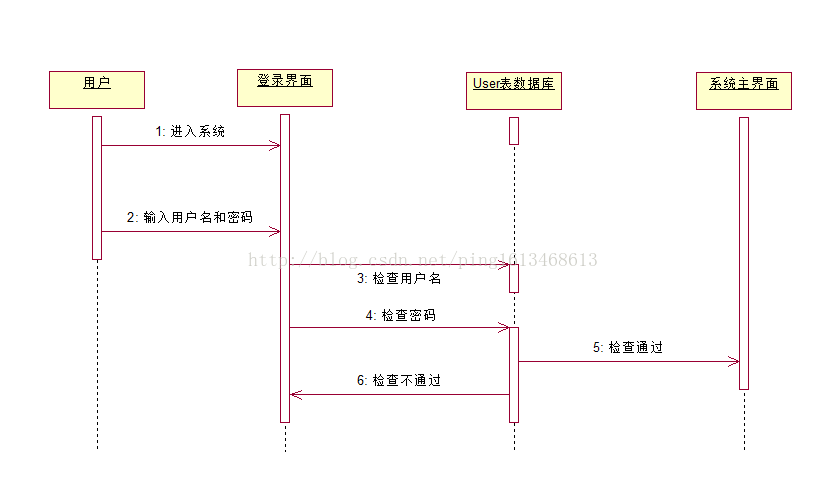 用户
登录界面
User表数据库
系统主界面
1: 进入系统
2: 输入用户名和密码
http://blog.csdn.net/ping1613468613
3: 检查用户名
4: 检查密码
5: 检查通过
6: 检查不通过